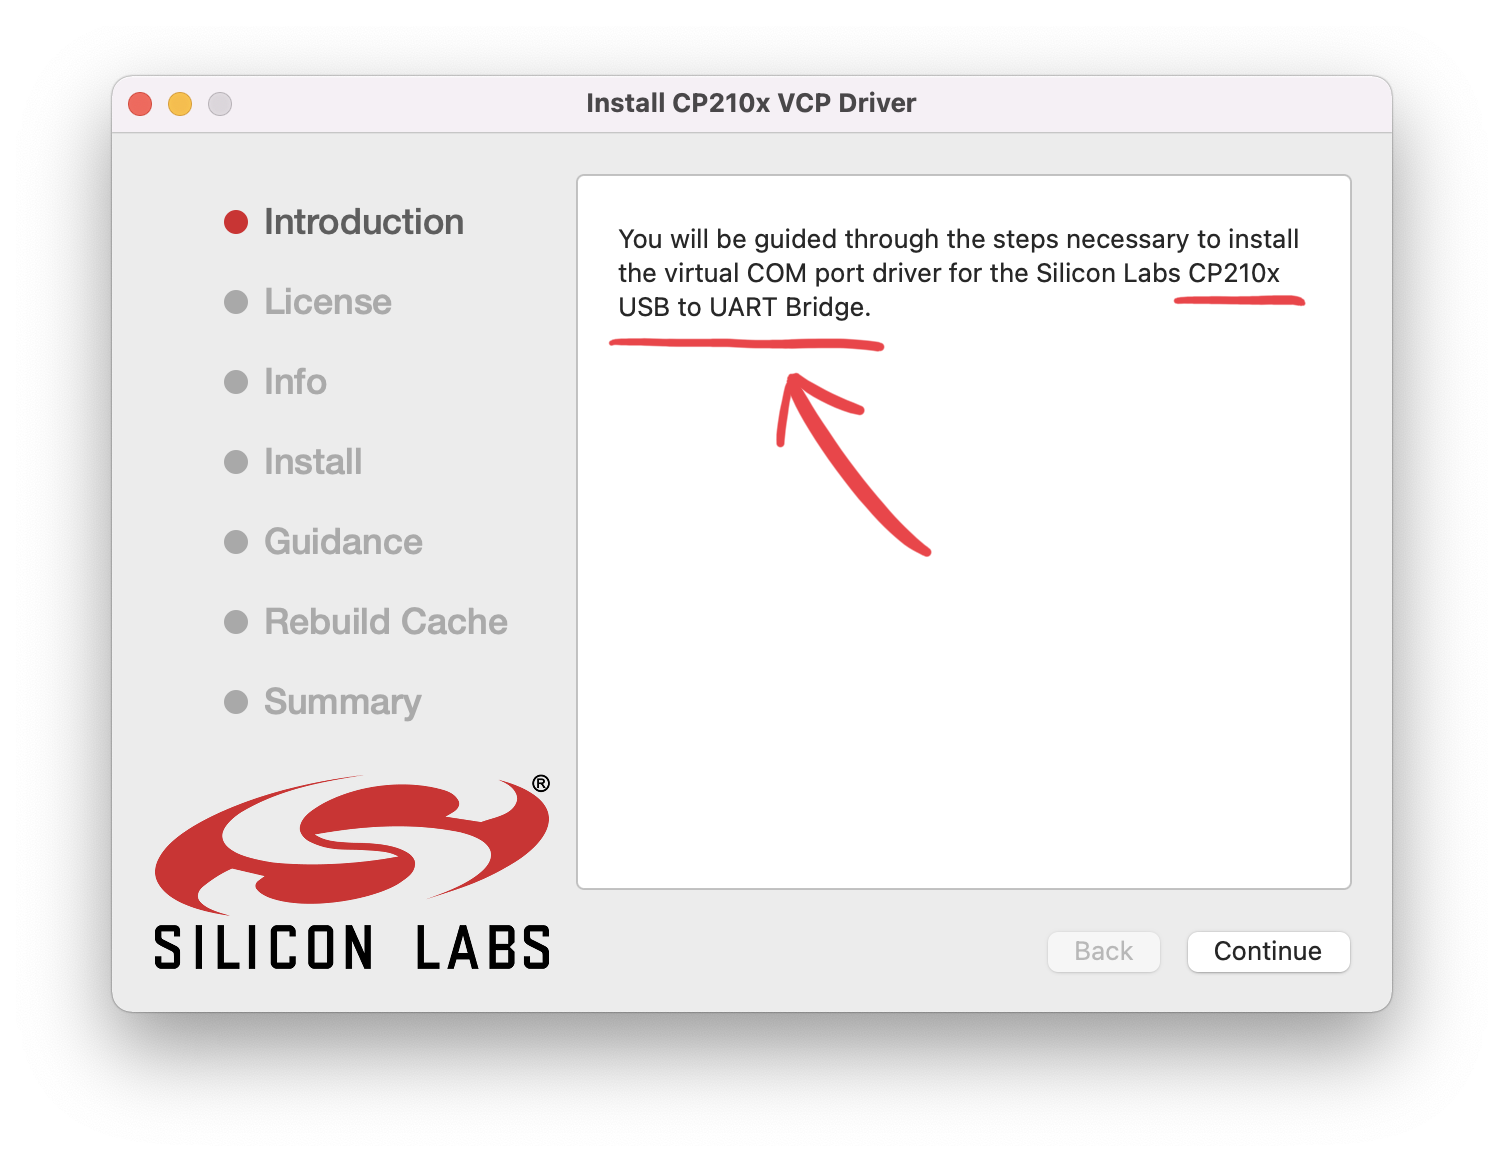 Install CP210x VCP Driver
Introduction
License
Info
Install
Guidance
Rebuild Cache
Summary
You will be guided through the steps necessary to install
the virtual COM port driver for the Silicon Labs CP210x
USB to UART Bridge.
®
SILICON LABS
Back
Continue